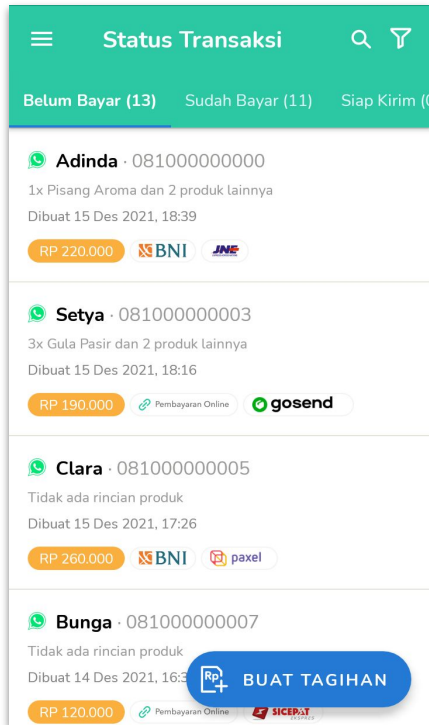 Status Transaksi
Belum Bayar (13) Sudah Bayar (11) Siap Kirim (
Adinda · 081000000000
1x Pisang Aroma dan 2 produk lainnya
Dibuat 15 Des 2021, 18:39
RP 220.000 BNI JNE
Setya · 081000000003
3x Gula Pasir dan 2 produk lainnya
Dibuat 15 Des 2021, 18:16
RP 190.000 Pembayaran Online gosend
Clara · 081000000005
Tidak ada rincian produk
Dibuat 15 Des 2021, 17:26
RP 260.000 BNI paxel
Bunga · 081000000007
Tidak ada rincian produk
Dibuat 14 Des 2021, 16:3
Rp BUAT TAGIHAN
RP 120.000 Pembayaran Online SICEPAT EKSPRES